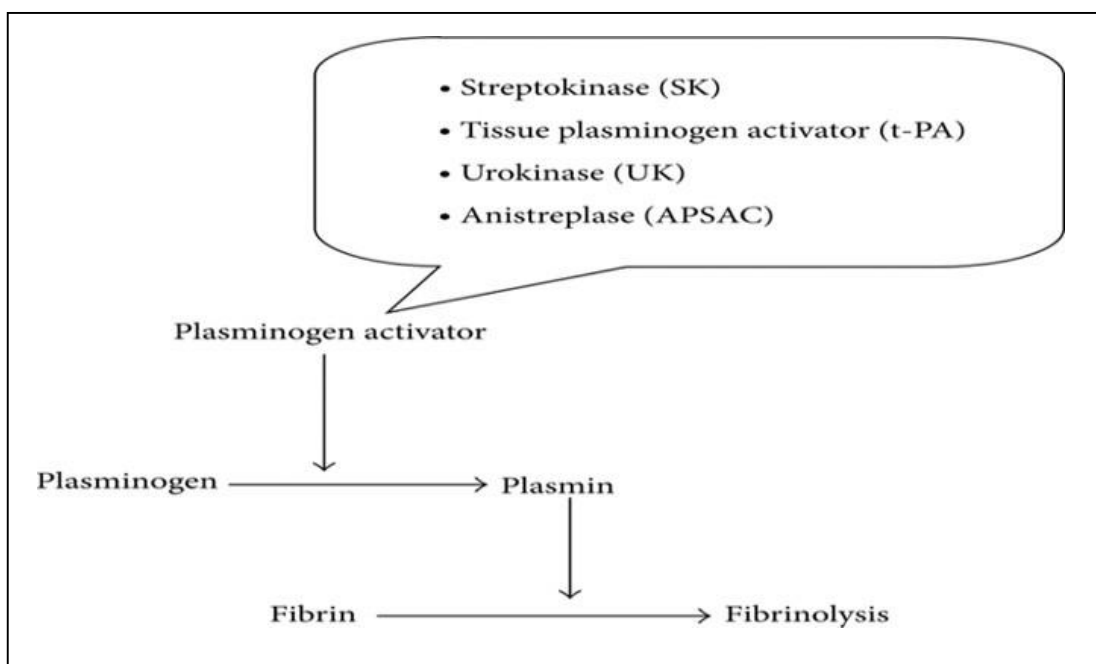 • Streptokinase (SK)
• Tissue plasminogen activator (t-PA)
• Urokinase (UK)
• Anistreplase (APSAC)
Plasminogen activator
Plasminogen Plasmin
Fibrin Fibrinolysis